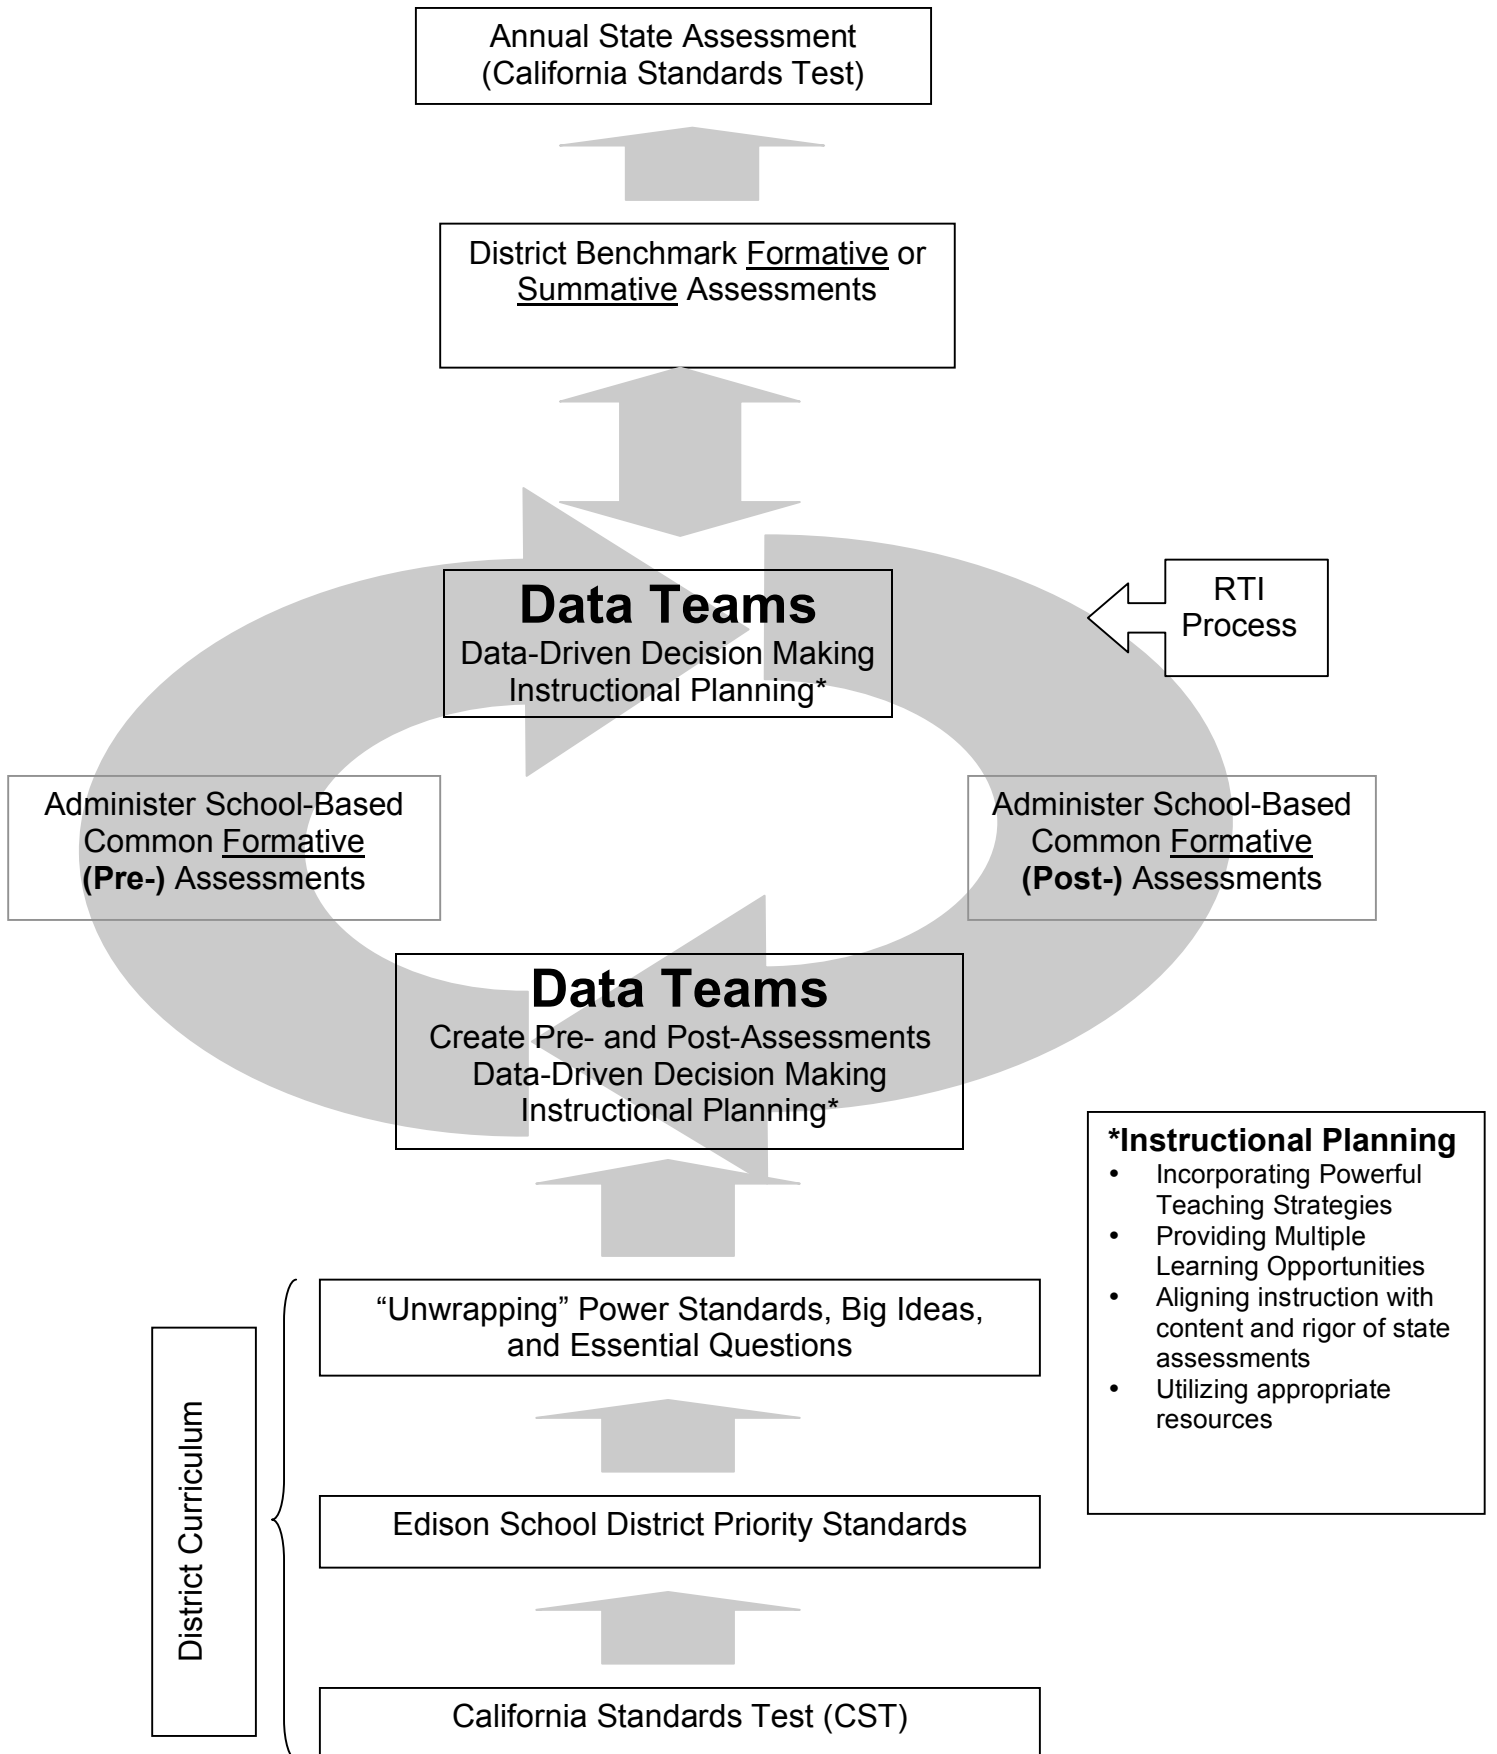 Annual State Assessment
(California Standards Test)
District Benchmark Formative or
Summative Assessments
Data Teams
Data-Driven Decision Making
Instructional Planning*
RTI
Process
Administer School-Based
Common Formative
(Pre-) Assessments
Administer School-Based
Common Formative
(Post-) Assessments
Data Teams
Create Pre- and Post-Assessments
Data-Driven Decision Making
Instructional Planning*
*Instructional Planning
• Incorporating Powerful
Teaching Strategies
• Providing Multiple
Learning Opportunities
• Aligning instruction with
content and rigor of state
assessments
• Utilizing appropriate
resources
“Unwrapping” Power Standards, Big Ideas,
and Essential Questions
District Curriculum
Edison School District Priority Standards
California Standards Test (CST)